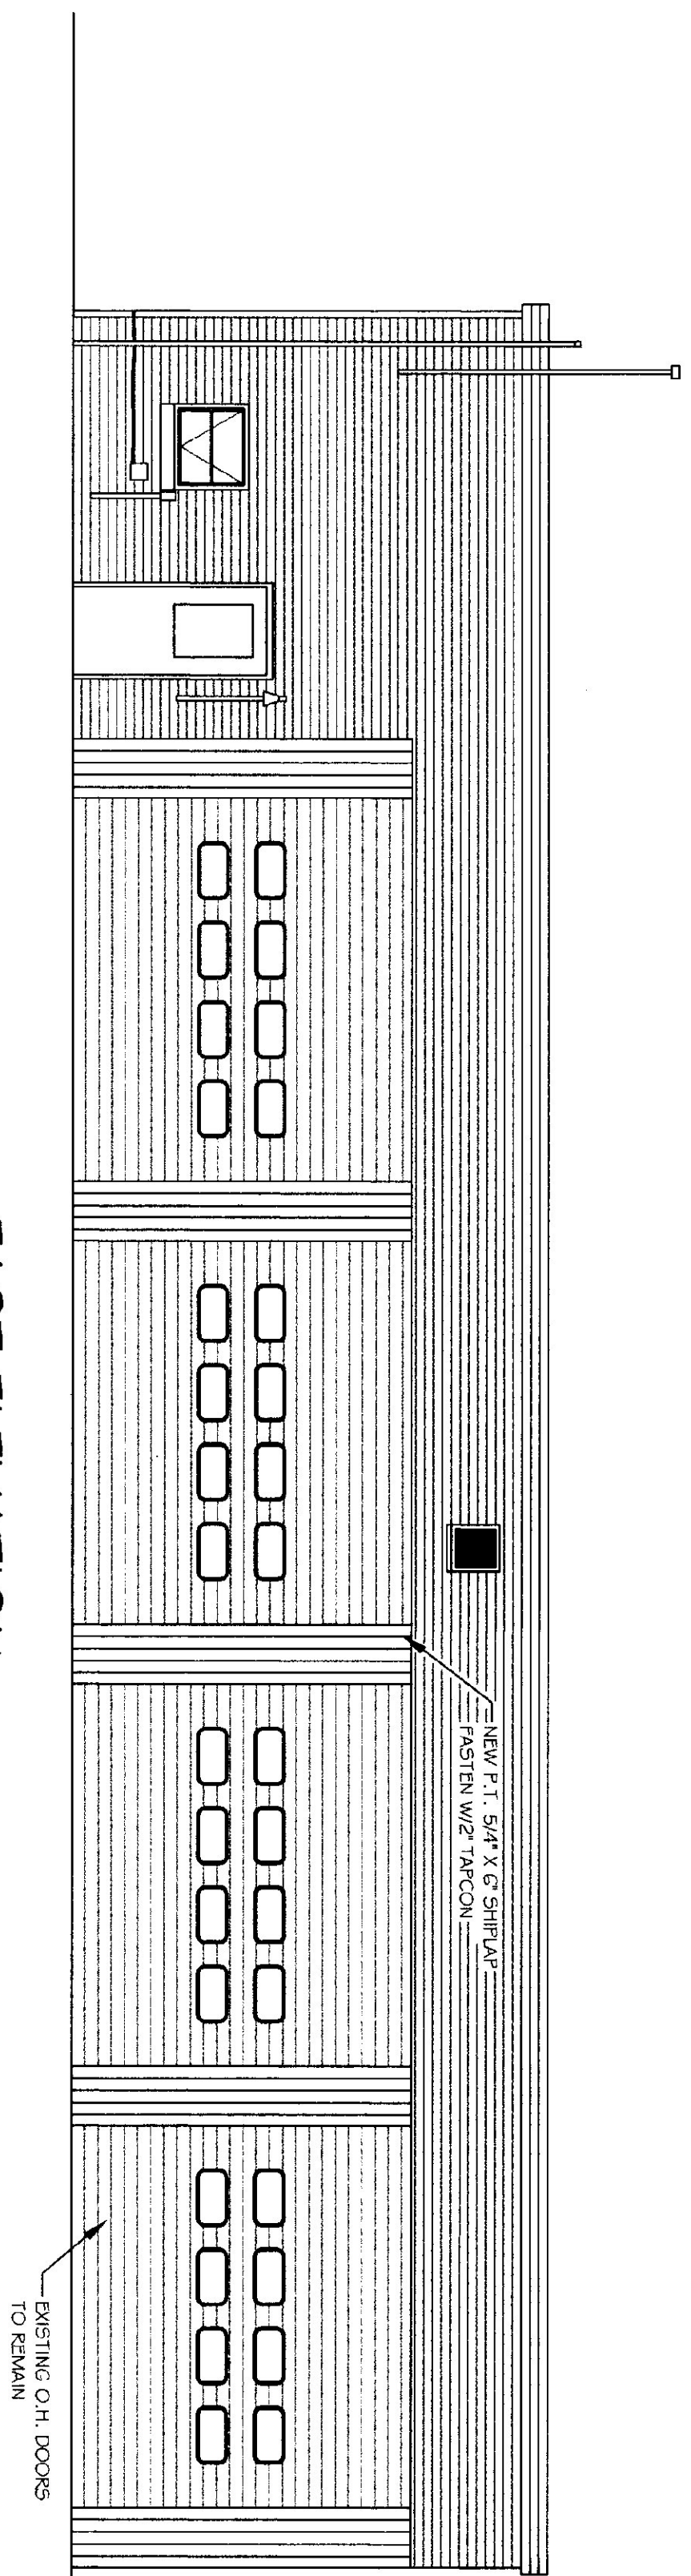 NEW P.T. 5/4" X 6" SHIPLAP
FASTEN W/2" TAPCON
EXISTING O.H. DOORS
TO REMAIN